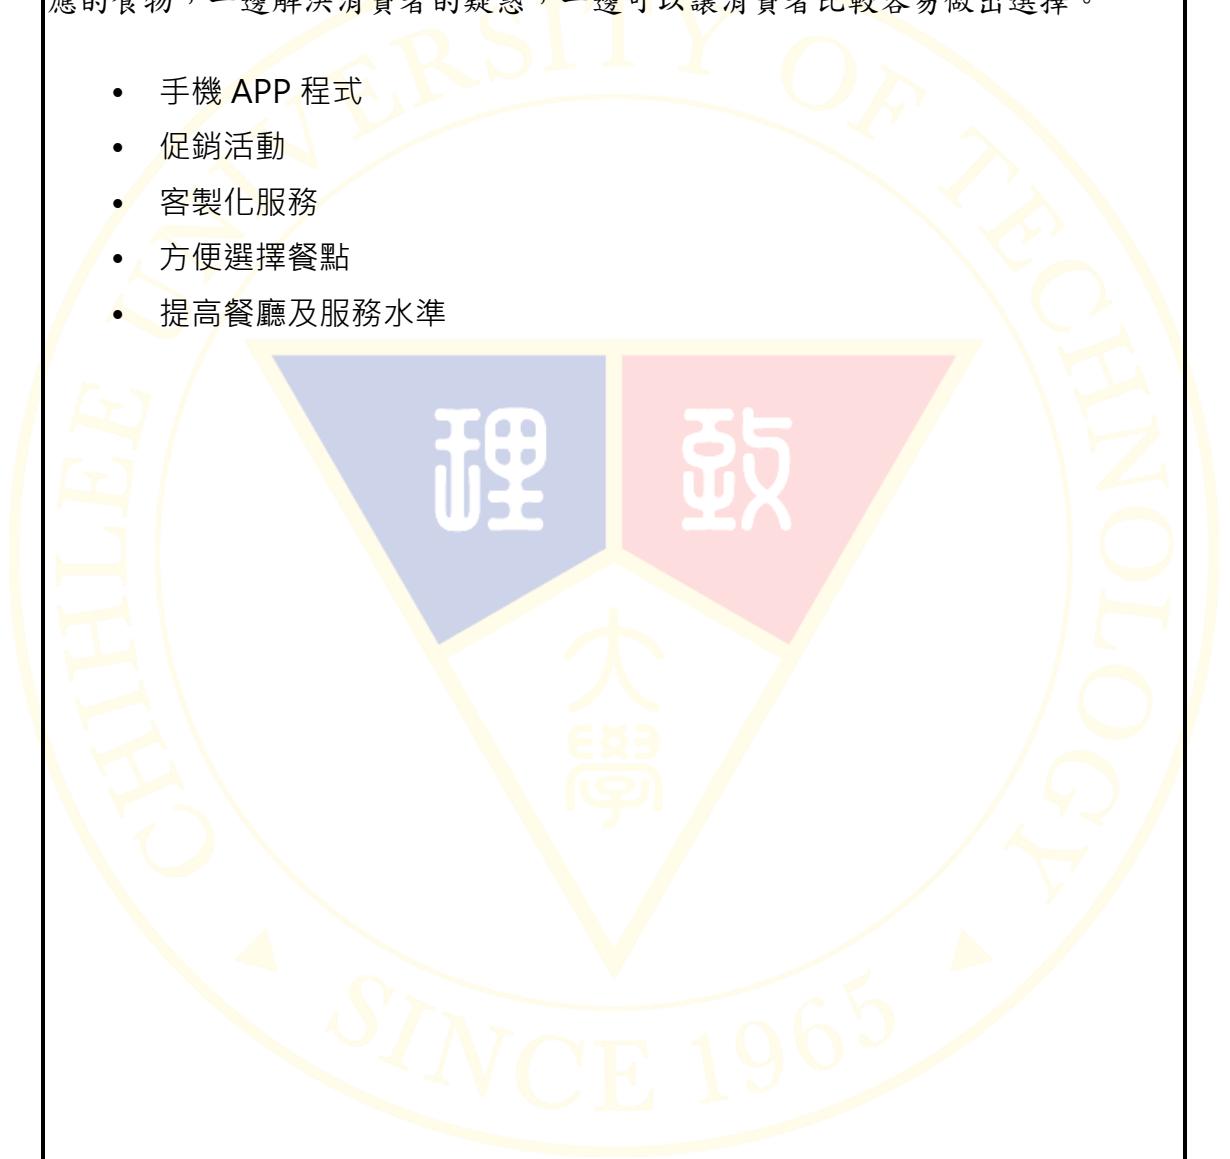 應的食物，一邊解決消費者的疑惑，一邊可以讓消費者比較容易做出選擇。
• 手機 APP 程式
• 促銷活動
• 客製化服務
• 方便選擇餐點
• 提高餐廳及服務水準
CHIHLEE UNIVERSITY OF TECHNOLOGY
理 致
大
學
SINCE 1965